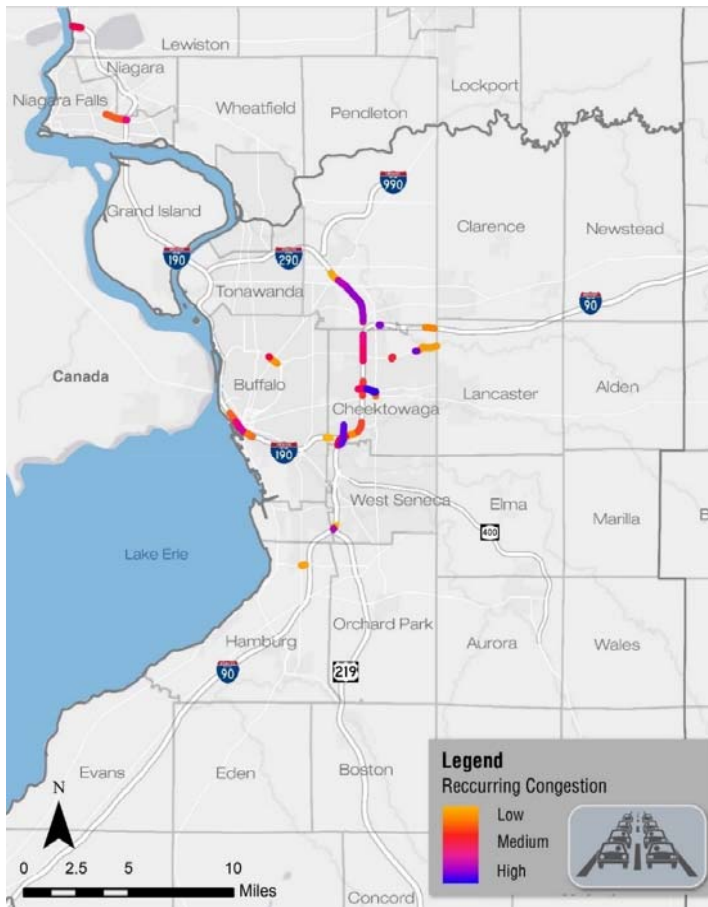 Lewiston
Niagara
Lockport
Niagara Falls
Wheatfield
Pendleton
990
Grand Island
Clarence
Newstead
190
290
Tonawanda
90
Canada
Buffalo
Lancaster
Alden
Cheektowaga
190
West Seneca
Elma
Marilla
400
Lake Erie
Orchard Park
Hamburg
Aurora
Wales
90
219
Evans
Eden
Boston
Concord
N
0 2.5 5 10
Miles
Legend
Reccurring Congestion
Low
Medium
High